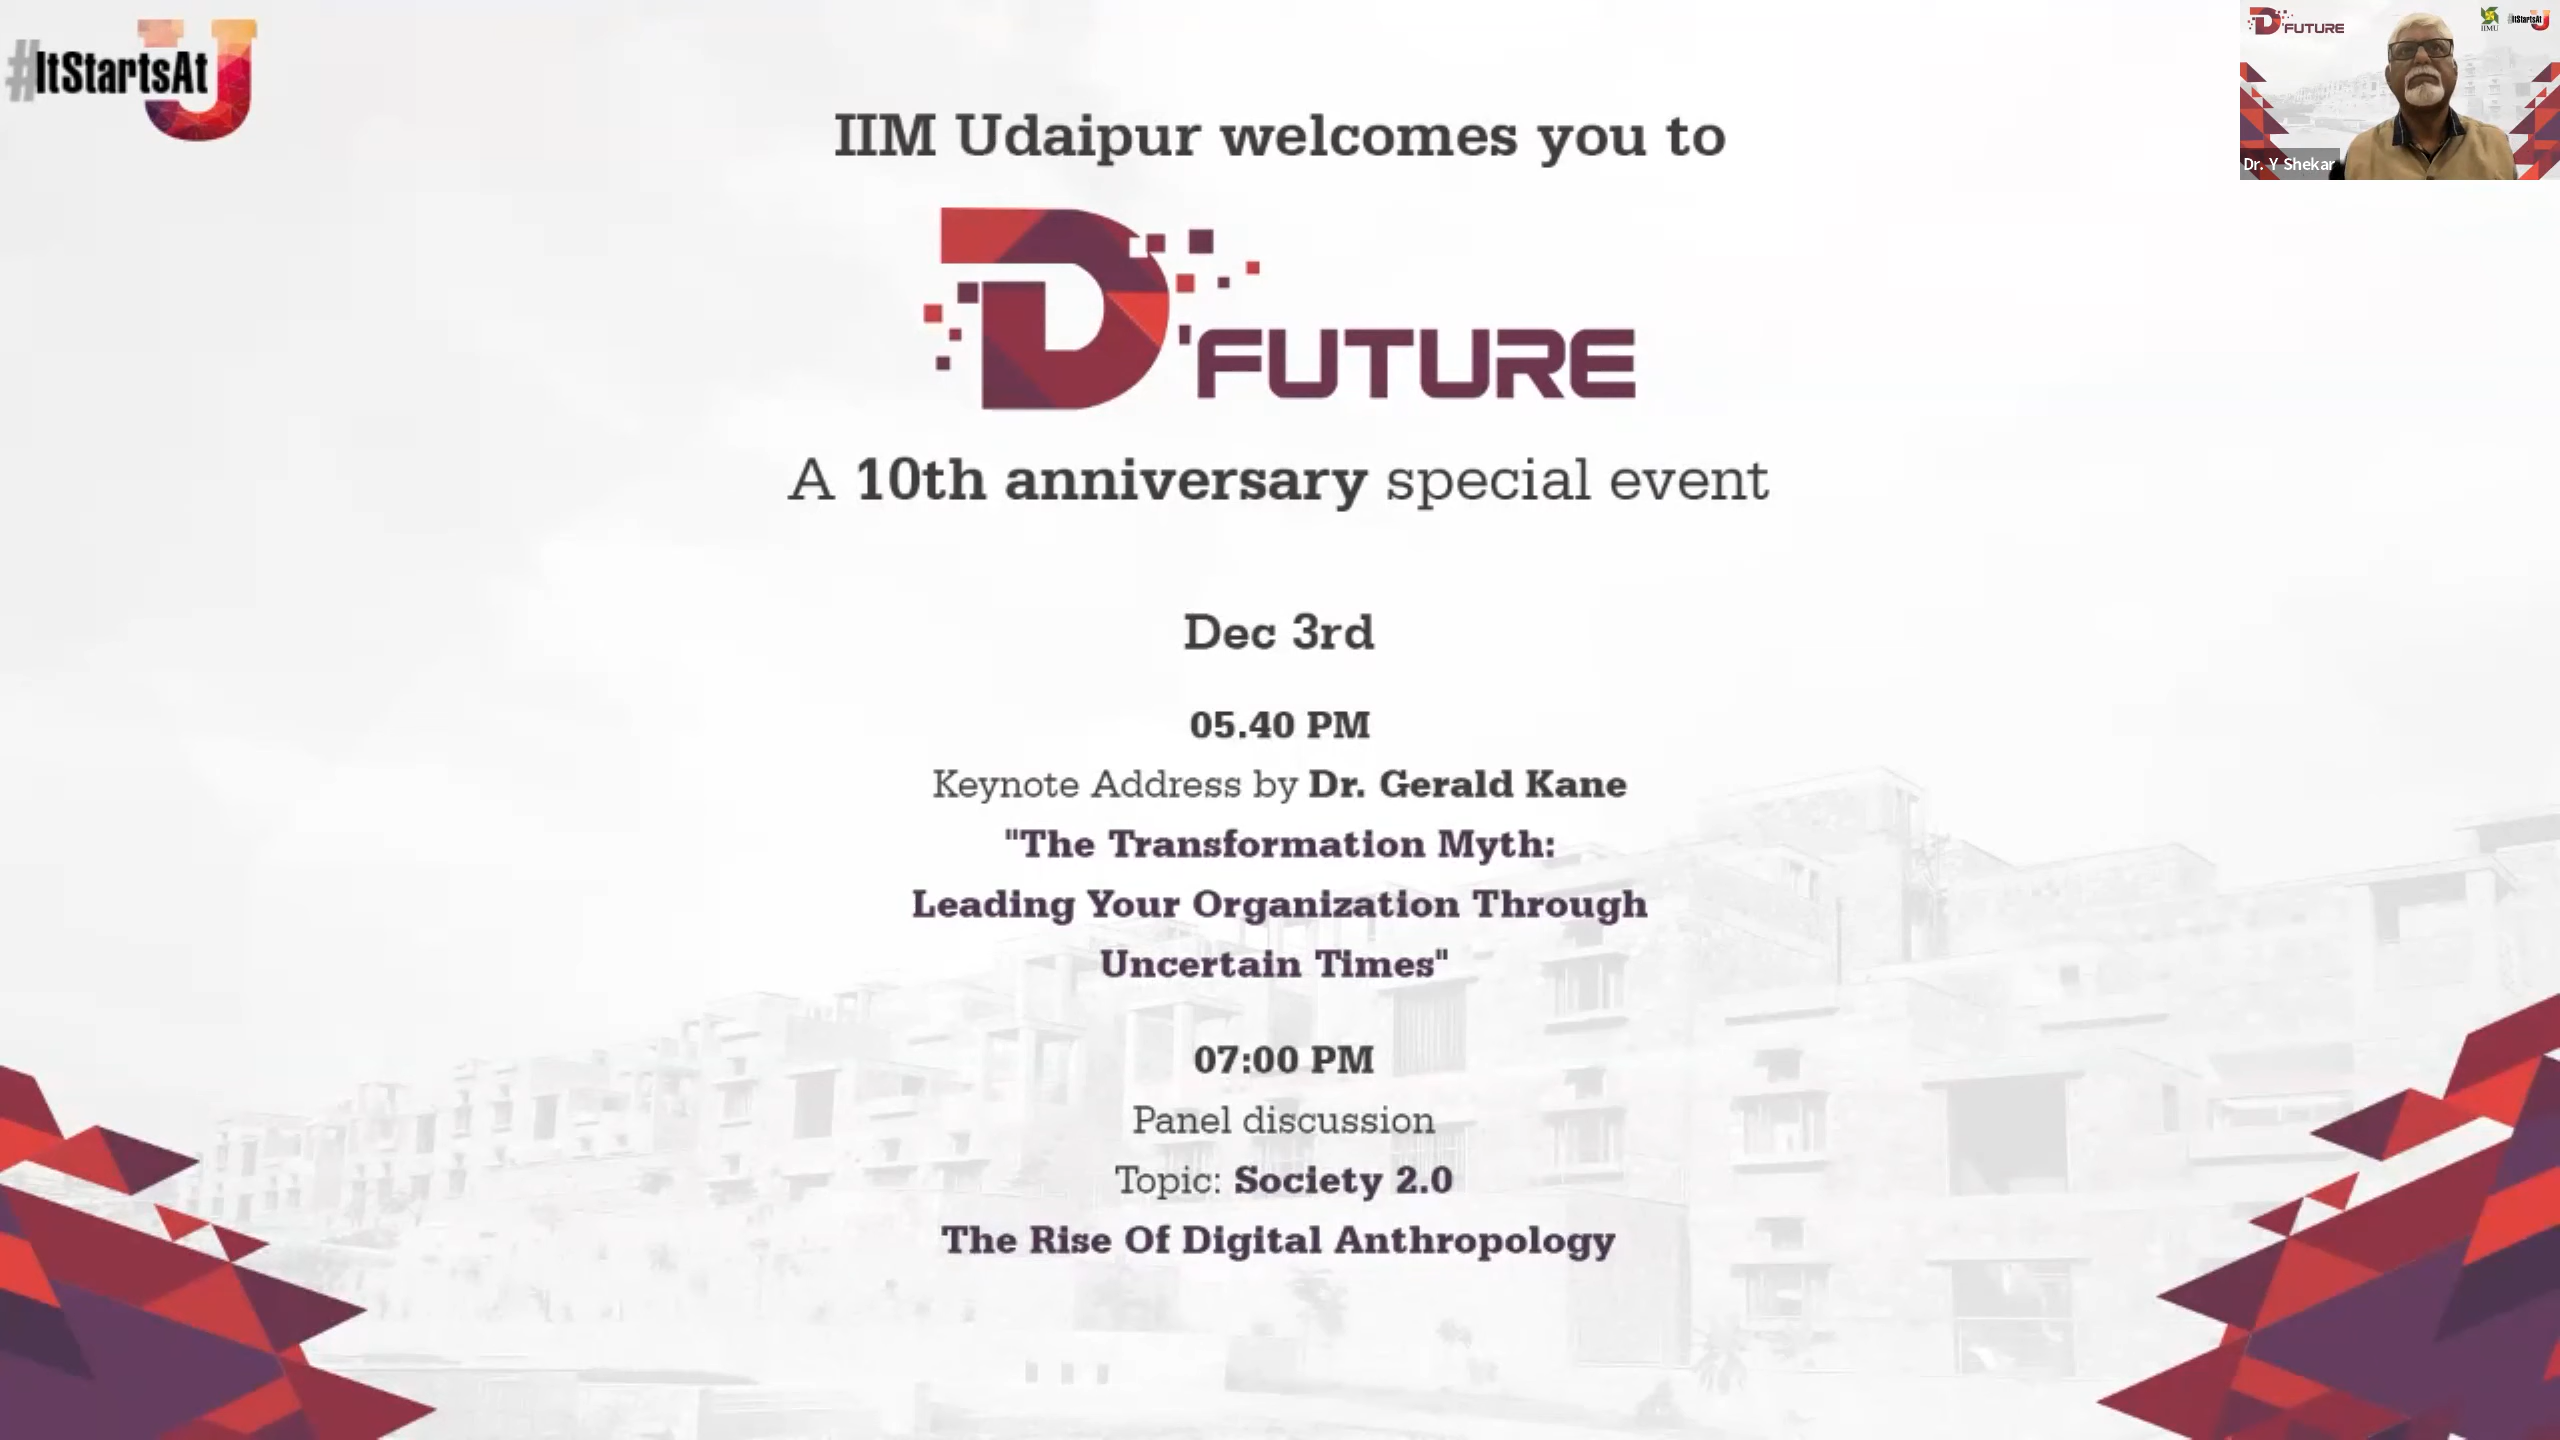 #ItStartsAt U
IIM Udaipur welcomes you to
D'FUTURE
A 10th anniversary special event
Dec 3rd
05.40 PM
Keynote Address by Dr. Gerald Kane
"The Transformation Myth:
Leading Your Organization Through
Uncertain Times"
07:00 PM
Panel discussion
Topic: Society 2.0
The Rise Of Digital Anthropology
D'FUTURE
IIMU
#ItStartsAt U
Dr. Y Shekar